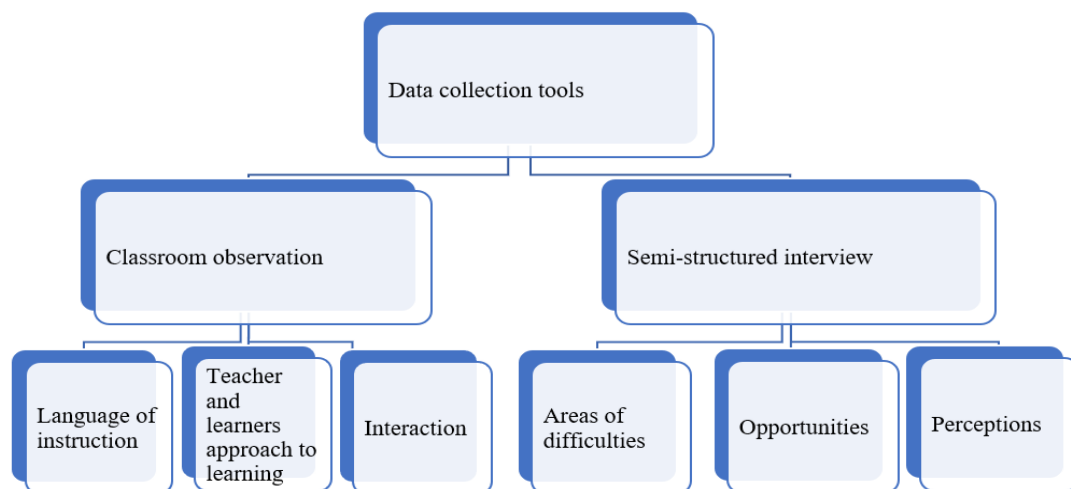 Data collection tools
Classroom observation
Semi-structured interview
Language of
instruction
Teacher
and
learners
approach to
learning
Interaction
Areas of
difficulties
Opportunities
Perceptions